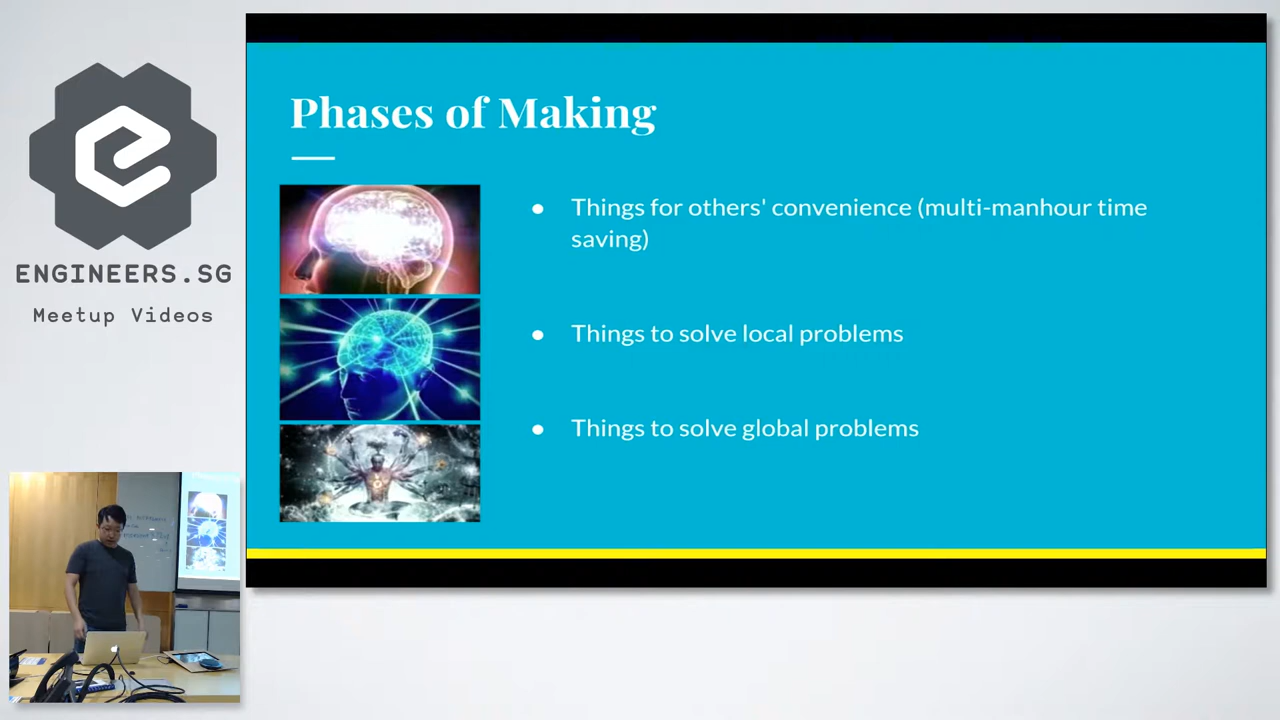 ENGINEERS.SG
Meetup Videos
Phases of Making
Things for others' convenience (multi-manhour time
saving)
Things to solve local problems
Things to solve global problems